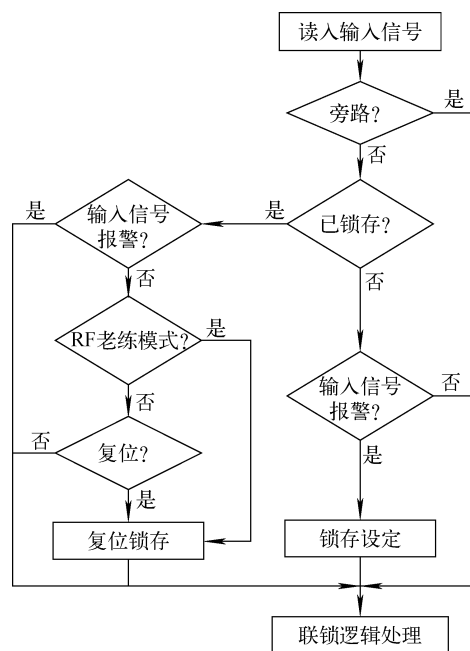 读入输入信号
旁路?
是
否
是
输入信号
报警?
是
已锁存?
否
否
RF老练模式?
是
输入信号
报警?
否
否
否
复位?
是
是
复位锁存
锁存设定
联锁逻辑处理